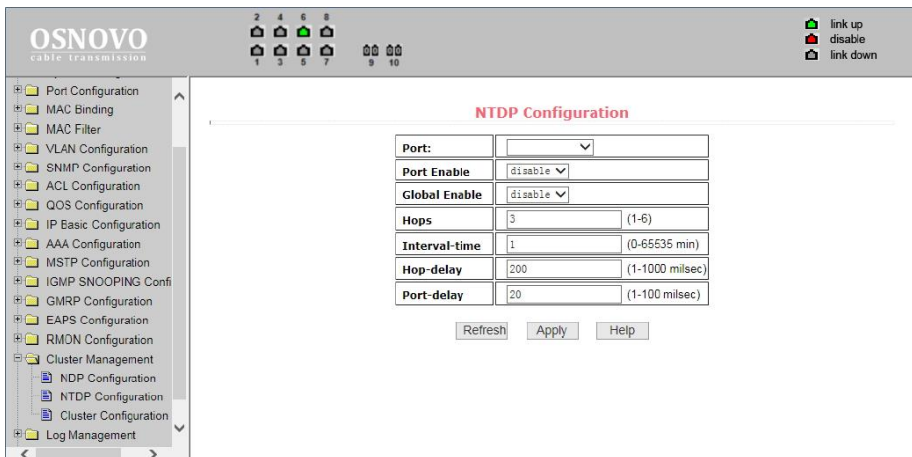 OSNOVO
cable transmission
2 4 6 8
1 3 5 7 9 10
link up
disable
link down
Port Configuration
MAC Binding
MAC Filter
VLAN Configuration
SNMP Configuration
ACL Configuration
QOS Configuration
IP Basic Configuration
AAA Configuration
MSTP Configuration
IGMP SNOOPING Confi
GMRP Configuration
EAPS Configuration
RMON Configuration
Cluster Management
NDP Configuration
NTDP Configuration
Cluster Configuration
Log Management
NTDP Configuration
Port:
Port Enable disable
Global Enable disable
Hops 3 (1-6)
Interval-time 1 (0-65535 min)
Hop-delay 200 (1-1000 milsec)
Port-delay 20 (1-100 milsec)
Refresh Apply Help